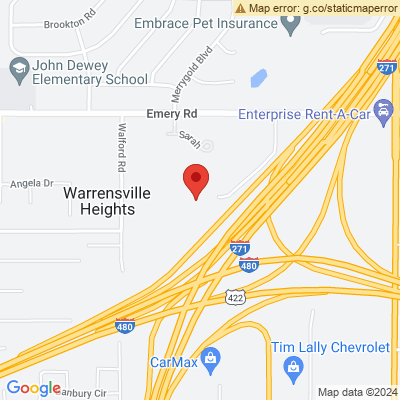 Map error: g.co/staticmaperror
Brookton Rd
Embrace Pet Insurance
Merrygold Blvd
John Dewey
Elementary School
271
Emery Rd
Enterprise Rent-A-Car
Walford Rd
Sarah
Angela Dr
Warrensville
Heights
271
480
422
480
CarMax
Tim Lally Chevrolet
Google
anbury Cir
Map data ©2024